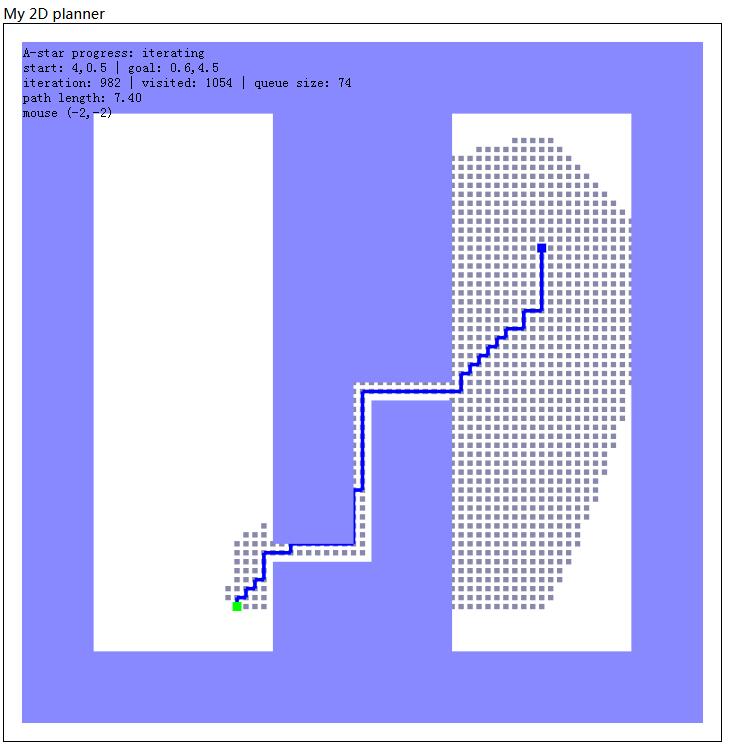 My 2D planner
A-star progress: iterating
start: 4,0.5 | goal: 0.6,4.5
iteration: 982 | visited: 1054 | queue size: 74
path length: 7.40
mouse (-2,-2)